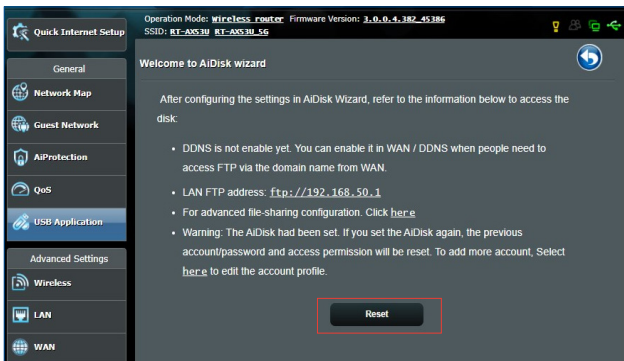 Quick Internet Setup
General
Network Map
Guest Network
AiProtection
QoS
USB Application
Advanced Settings
Wireless
LAN
WAN
Operation Mode: Wireless router Firmware Version: 3.0.0.4.382_45386
SSID: RT-AX53U RT-AX53U_5G
Welcome to AiDisk wizard
After configuring the settings in AiDisk Wizard, refer to the information below to access the
disk:
• DDNS is not enable yet. You can enable it in WAN / DDNS when people need to
access FTP via the domain name from WAN.
• LAN FTP address: ftp://192.168.50.1
• For advanced file-sharing configuration. Click here
• Warning: The AiDisk had been set. If you set the AiDisk again, the previous
account/password and access permission will be reset. To add more account, Select
here to edit the account profile.
Reset